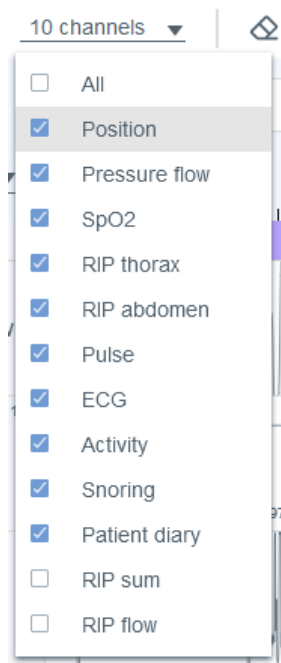 10 channels
All
Position
Pressure flow
SpO2
RIP thorax
RIP abdomen
Pulse
ECG
Activity
Snoring
Patient diary
RIP sum
RIP flow